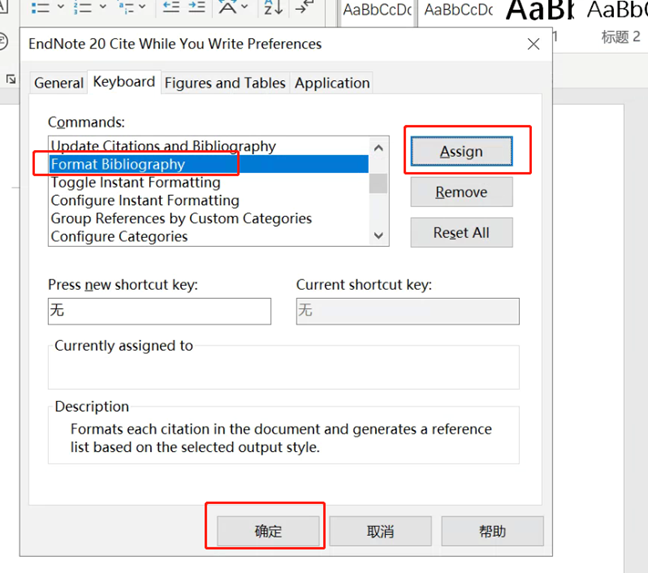 AaBbCcDc AaBbCcDc AaBb AaBbC
1 标题 2
EndNote 20 Cite While You Write Preferences
General Keyboard Figures and Tables Application
Commands:
Update Citations and Bibliography
Format Bibliography
Toggle Instant Formatting
Configure Instant Formatting
Group References by Custom Categories
Configure Categories
Assign
Remove
Reset All
Press new shortcut key: Current shortcut key:
无 无
Currently assigned to
Description
Formats each citation in the document and generates a reference
list based on the selected output style.
确定 取消 帮助